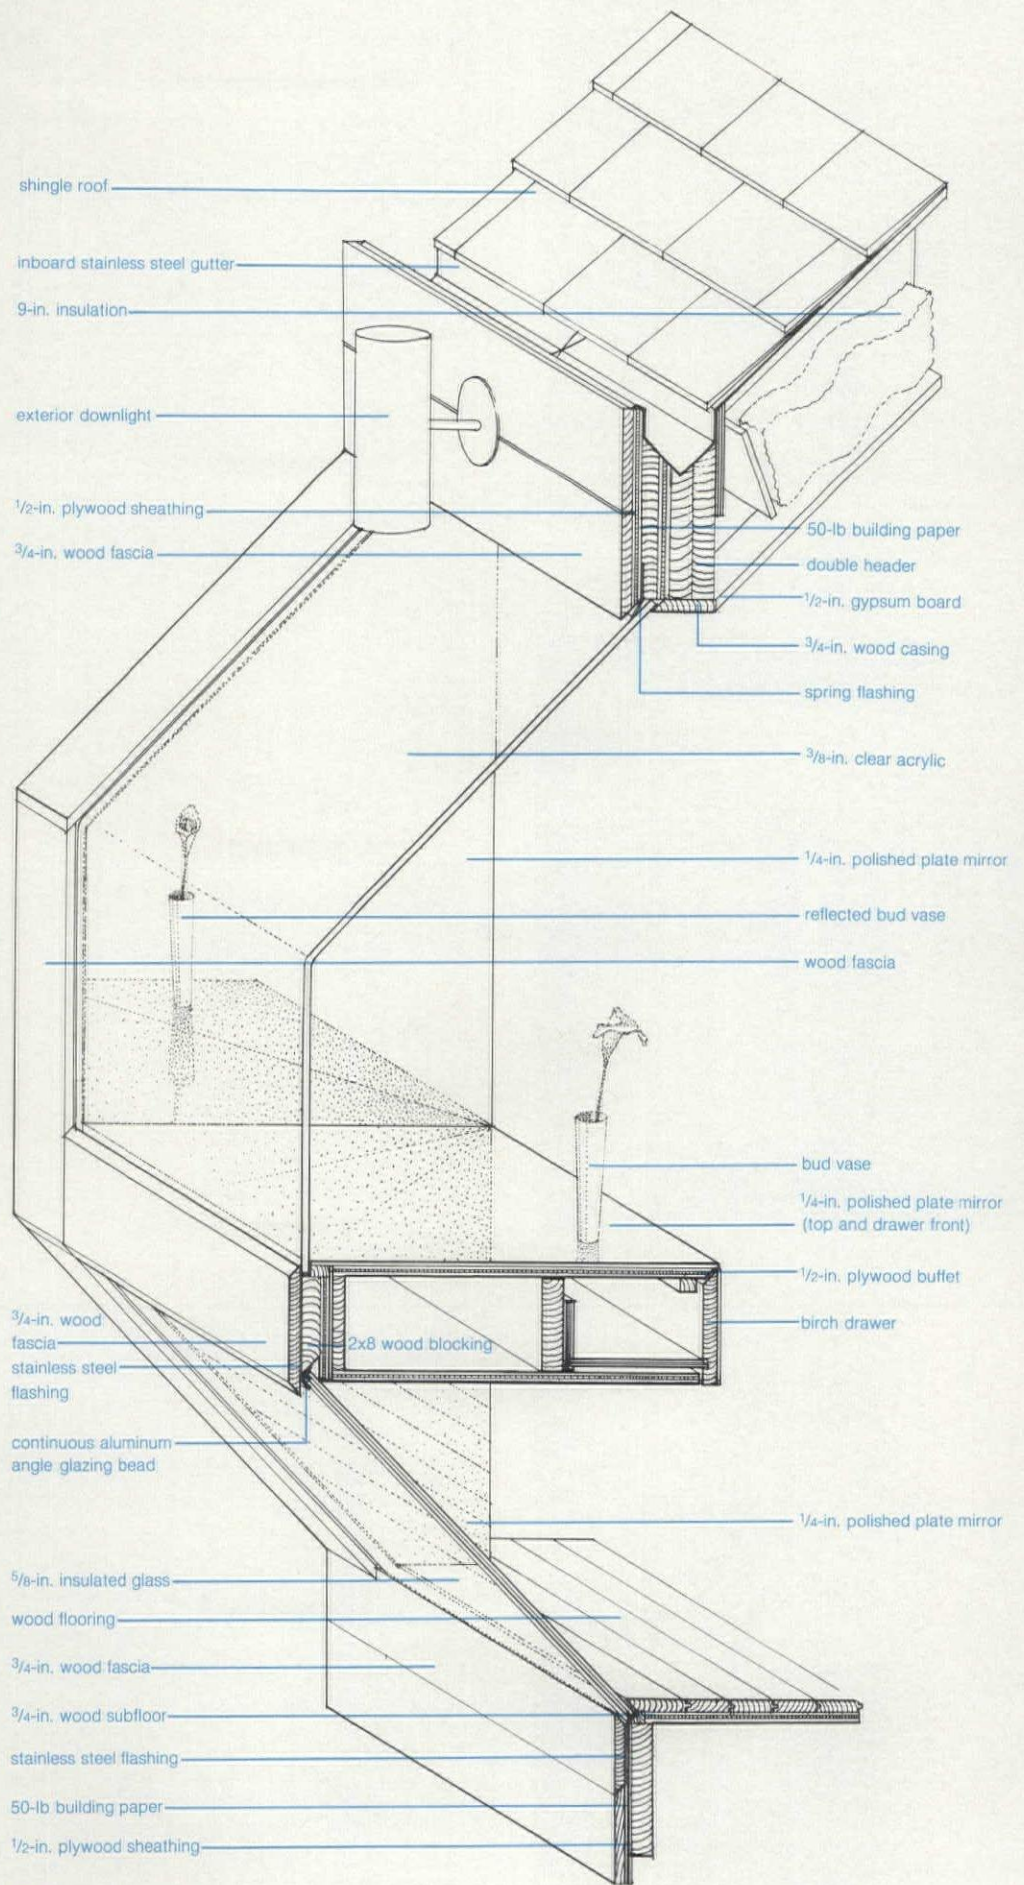 shingle roof
inboard stainless steel gutter
9-in. insulation
exterior downlight
1/2-in. plywood sheathing
3/4-in. wood fascia
50-lb building paper
double header
1/2-in. gypsum board
3/4-in. wood casing
spring flashing
3/8-in. clear acrylic
1/4-in. polished plate mirror
reflected bud vase
wood fascia
bud vase
1/4-in. polished plate mirror
(top and drawer front)
1/2-in. plywood buffet
birch drawer
3/4-in. wood
fascia
2x8 wood blocking
stainless steel
flashing
continuous aluminum
angle glazing bead
1/4-in. polished plate mirror
5/8-in. insulated glass
wood flooring
3/4-in. wood fascia
3/4-in. wood subfloor
stainless steel flashing
50-lb building paper
1/2-in. plywood sheathing